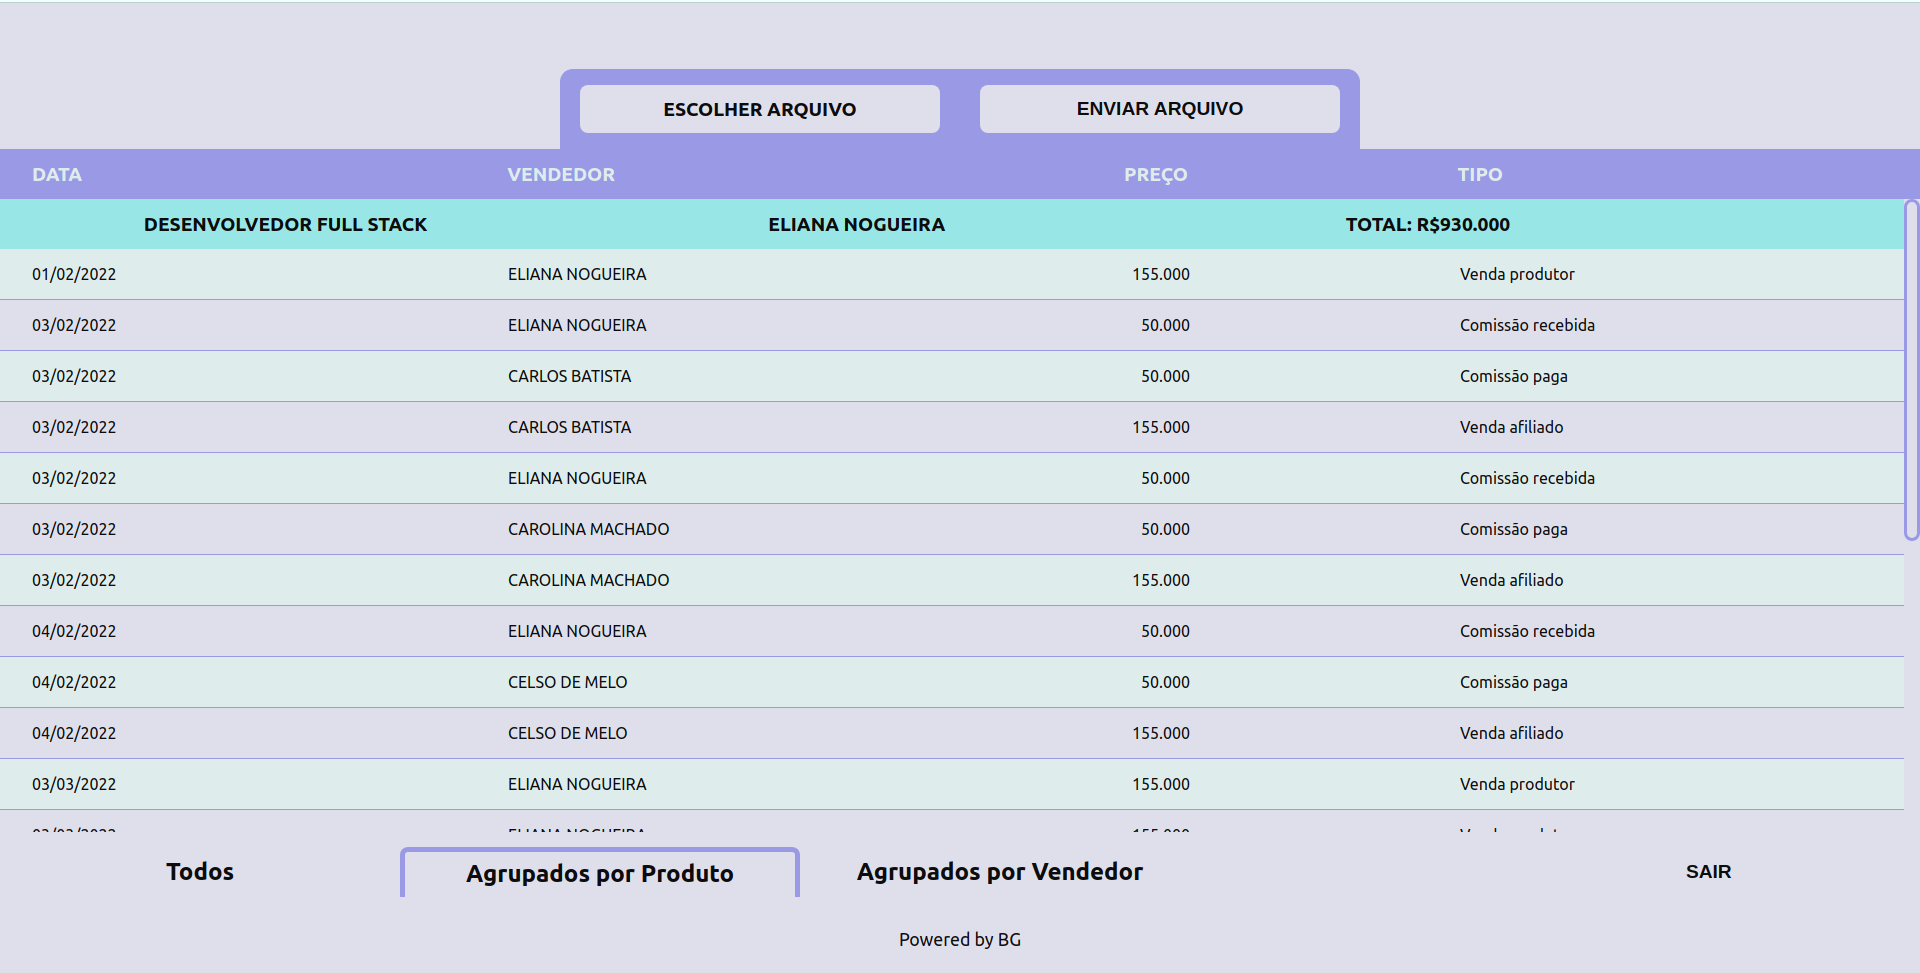 ESCOLHER ARQUIVO ENVIAR ARQUIVO
DATA VENDEDOR PREÇO TIPO
DESENVOLVEDOR FULL STACK ELIANA NOGUEIRA TOTAL: R$930.000
01/02/2022 ELIANA NOGUEIRA 155.000 Venda produtor
03/02/2022 ELIANA NOGUEIRA 50.000 Comissão recebida
03/02/2022 CARLOS BATISTA 50.000 Comissão paga
03/02/2022 CARLOS BATISTA 155.000 Venda afiliado
03/02/2022 ELIANA NOGUEIRA 50.000 Comissão recebida
03/02/2022 CAROLINA MACHADO 50.000 Comissão paga
03/02/2022 CAROLINA MACHADO 155.000 Venda afiliado
04/02/2022 ELIANA NOGUEIRA 50.000 Comissão recebida
04/02/2022 CELSO DE MELO 50.000 Comissão paga
04/02/2022 CELSO DE MELO 155.000 Venda afiliado
03/03/2022 ELIANA NOGUEIRA 155.000 Venda produtor
Todos Agrupados por Produto Agrupados por Vendedor SAIR
Powered by BG